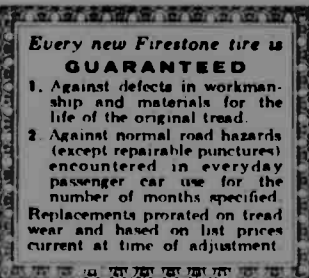 Every new Firestone tire is
GUARANTEED
1. Against defects in workman-
ship and materials for the
life of the original tread.
2. Against normal road hazards
(except repairable punctures)
encountered in everyday
passenger car use for the
number of months specified.
Replacements prorated on tread
wear and based on list prices
current at time of adjustment.